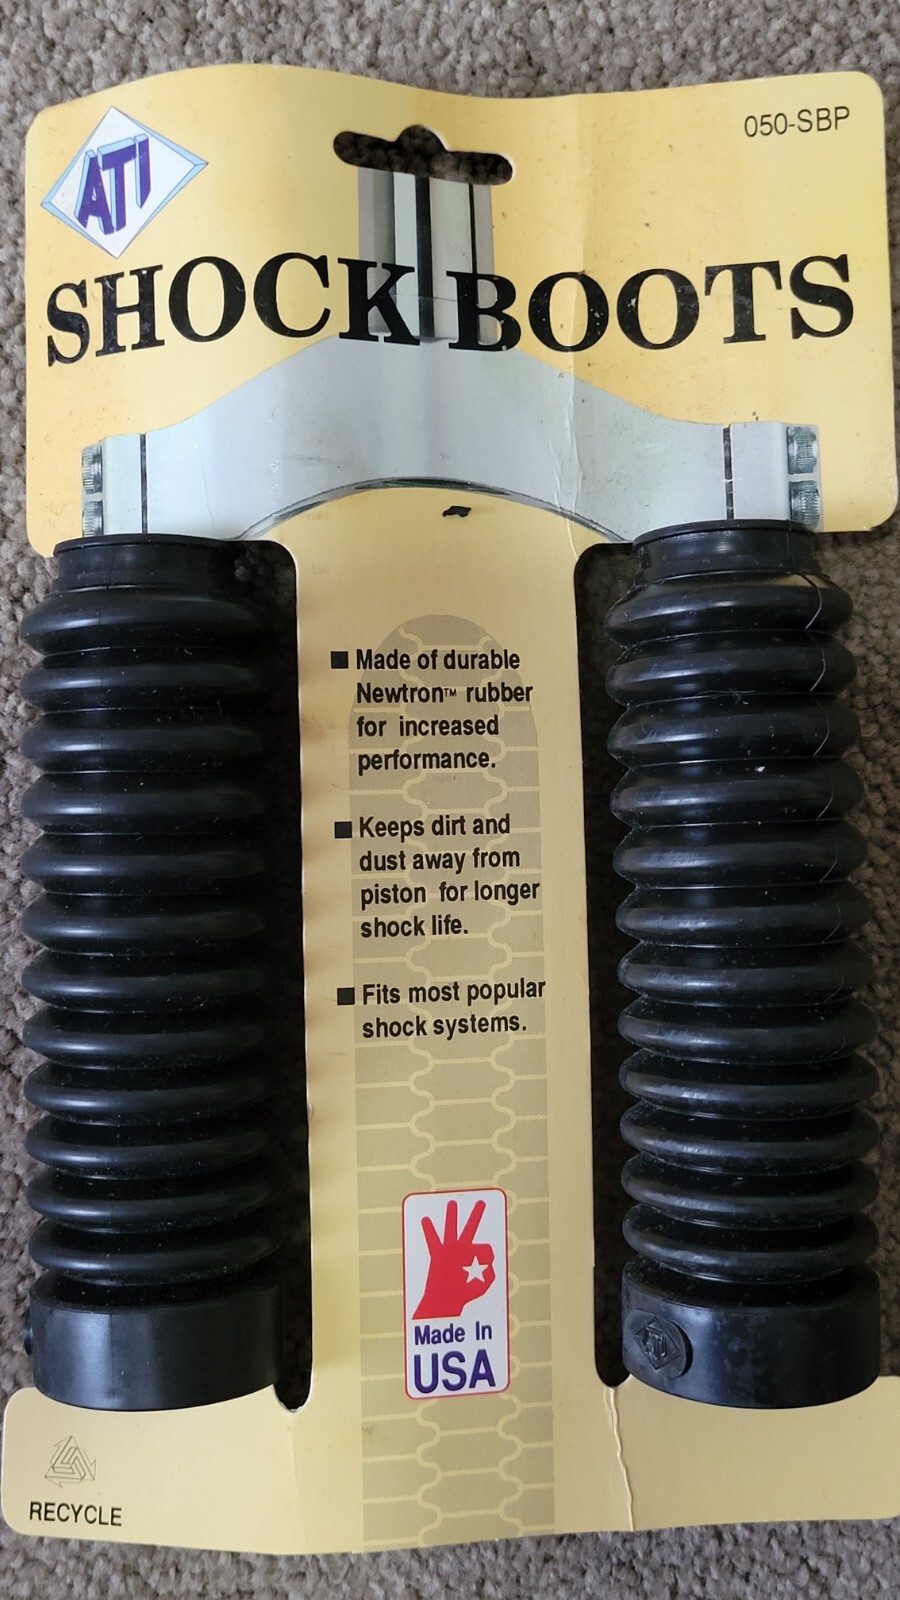 050-SBP
ATI
SHOCK BOOTS
■ Made of durable
Newtron™ rubber
for increased
performance.
■ Keeps dirt and
dust away from
piston for longer
shock life.
■ Fits most popular
shock systems.
Made In
USA
ATI
RECYCLE